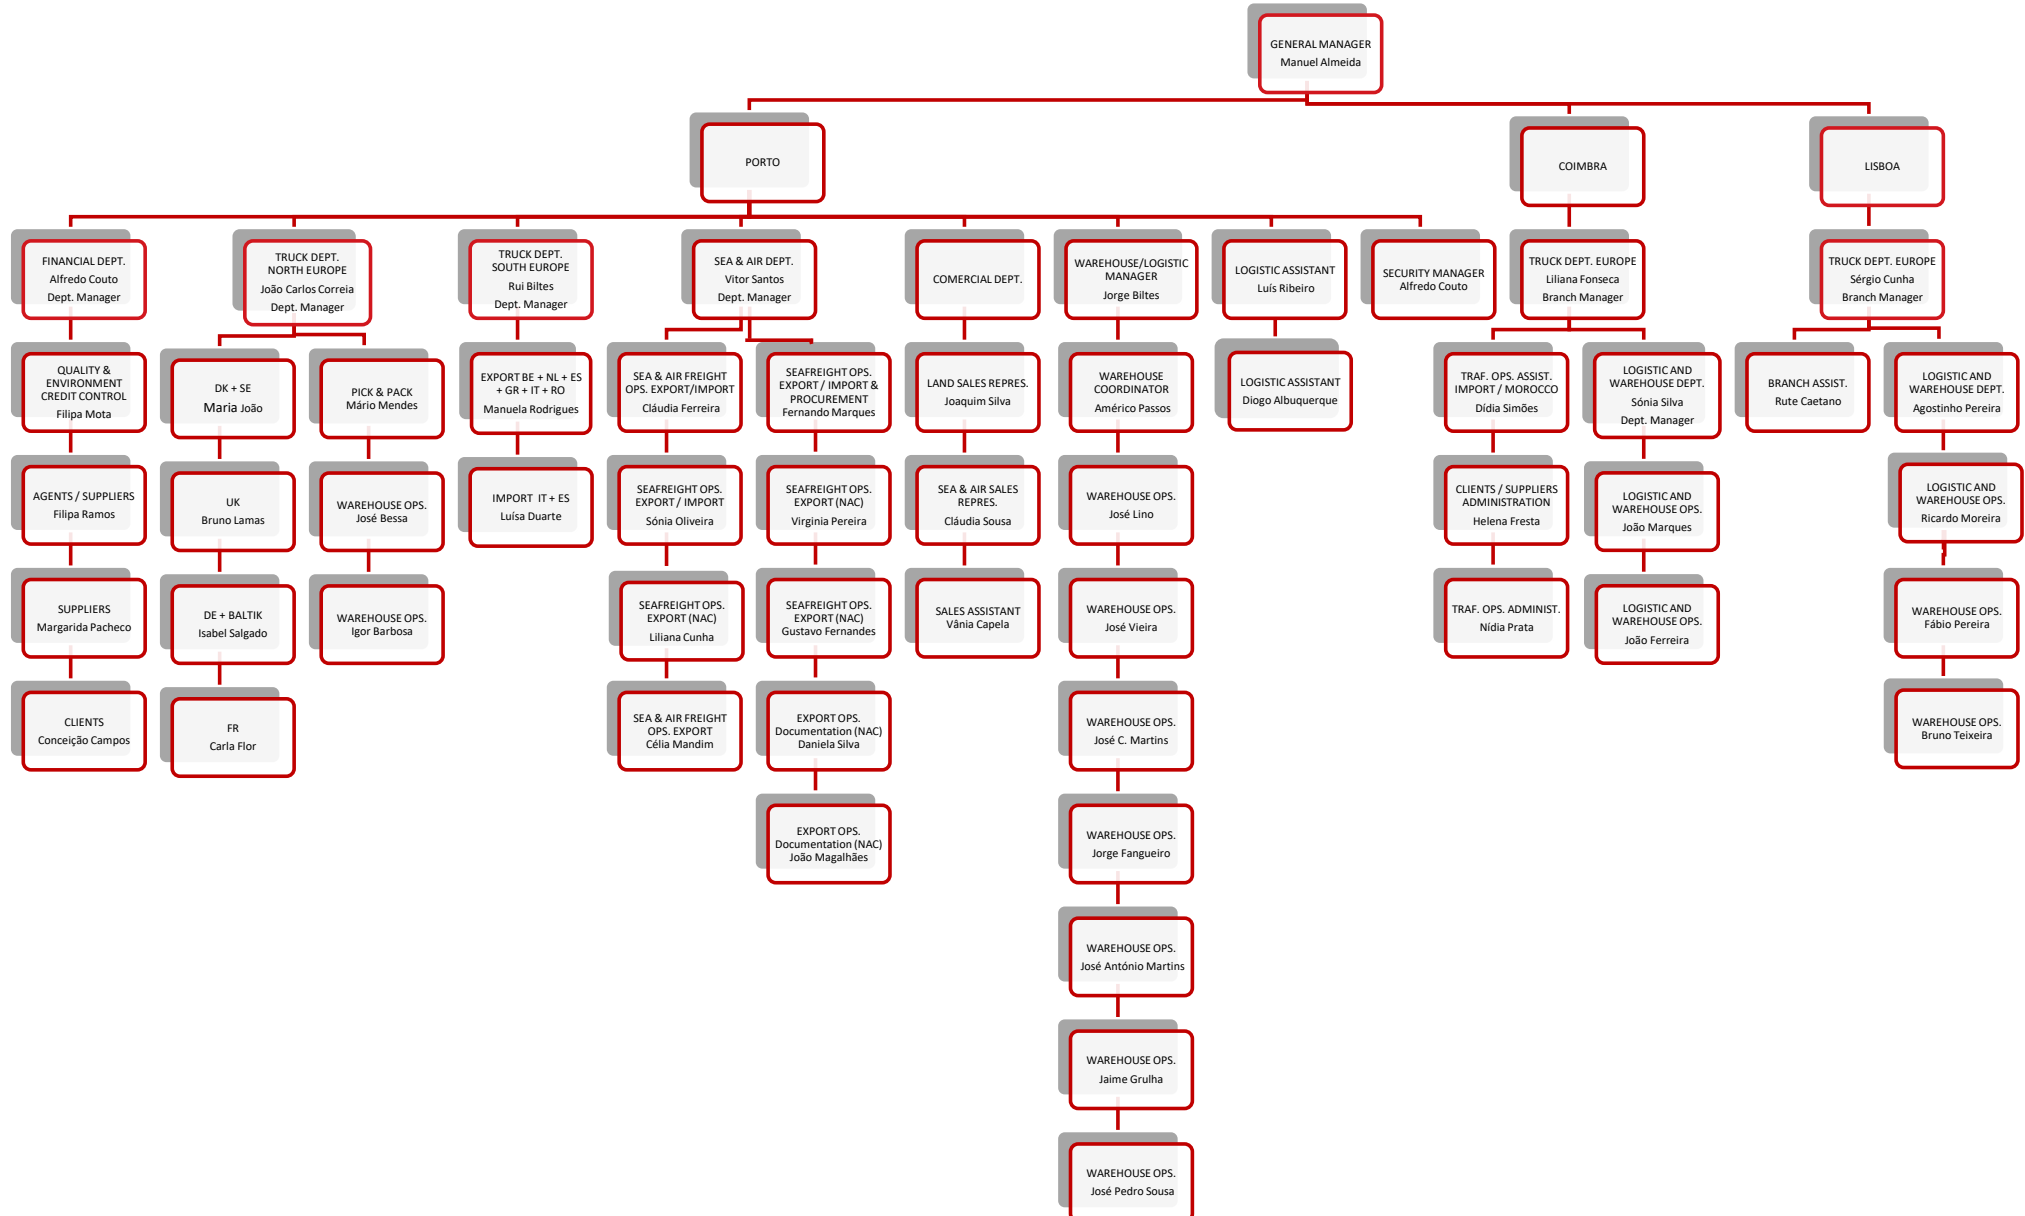 GENERAL MANAGER
Manuel Almeida
PORTO
COIMBRA
LISBOA
FINANCIAL DEPT.
Alfredo Couto
Dept. Manager
TRUCK DEPT.
NORTH EUROPE
João Carlos Correia
Dept. Manager
TRUCK DEPT.
SOUTH EUROPE
Rui Biltes
Dept. Manager
SEA & AIR DEPT.
Vitor Santos
Dept. Manager
COMERCIAL DEPT.
WAREHOUSE/LOGISTIC
MANAGER
Jorge Biltes
LOGISTIC ASSISTANT
Luís Ribeiro
SECURITY MANAGER
Alfredo Couto
TRUCK DEPT. EUROPE
Liliana Fonseca
Branch Manager
TRUCK DEPT. EUROPE
Sérgio Cunha
Branch Manager
QUALITY &
ENVIRONMENT
CREDIT CONTROL
Filipa Mota
DK + SE
Maria João
PICK & PACK
Mário Mendes
EXPORT BE + NL + ES
+ GR + IT + RO
Manuela Rodrigues
SEA & AIR FREIGHT
OPS. EXPORT/IMPORT
Cláudia Ferreira
SEAFREIGHT OPS.
EXPORT / IMPORT &
PROCUREMENT
Fernando Marques
LAND SALES REPRES.
Joaquim Silva
WAREHOUSE
COORDINATOR
Américo Passos
LOGISTIC ASSISTANT
Diogo Albuquerque
TRAF. OPS. ASSIST.
IMPORT / MOROCCO
Dídia Simões
LOGISTIC AND
WAREHOUSE DEPT.
Sónia Silva
Dept. Manager
BRANCH ASSIST.
Rute Caetano
LOGISTIC AND
WAREHOUSE DEPT.
Agostinho Pereira
AGENTS / SUPPLIERS
Filipa Ramos
UK
Bruno Lamas
WAREHOUSE OPS.
José Bessa
IMPORT IT + ES
Luísa Duarte
SEAFREIGHT OPS.
EXPORT / IMPORT
Sónia Oliveira
SEAFREIGHT OPS.
EXPORT (NAC)
Virginia Pereira
SEA & AIR SALES
REPRES.
Cláudia Sousa
WAREHOUSE OPS.
José Lino
CLIENTS / SUPPLIERS
ADMINISTRATION
Helena Fresta
LOGISTIC AND
WAREHOUSE OPS.
João Marques
LOGISTIC AND
WAREHOUSE OPS.
Ricardo Moreira
SUPPLIERS
Margarida Pacheco
DE + BALTIK
Isabel Salgado
WAREHOUSE OPS.
Igor Barbosa
SEAFREIGHT OPS.
EXPORT (NAC)
Liliana Cunha
SEAFREIGHT OPS.
EXPORT (NAC)
Gustavo Fernandes
SALES ASSISTANT
Vânia Capela
WAREHOUSE OPS.
José Vieira
TRAF. OPS. ADMINIST.
Nídia Prata
LOGISTIC AND
WAREHOUSE OPS.
João Ferreira
WAREHOUSE OPS.
Fábio Pereira
CLIENTS
Conceição Campos
FR
Carla Flor
SEA & AIR FREIGHT
OPS. EXPORT
Célia Mandim
EXPORT OPS.
Documentation (NAC)
Daniela Silva
WAREHOUSE OPS.
José C. Martins
WAREHOUSE OPS.
Bruno Teixeira
EXPORT OPS.
Documentation (NAC)
João Magalhães
WAREHOUSE OPS.
Jorge Fangueiro
WAREHOUSE OPS.
José António Martins
WAREHOUSE OPS.
Jaime Grulha
WAREHOUSE OPS.
José Pedro Sousa